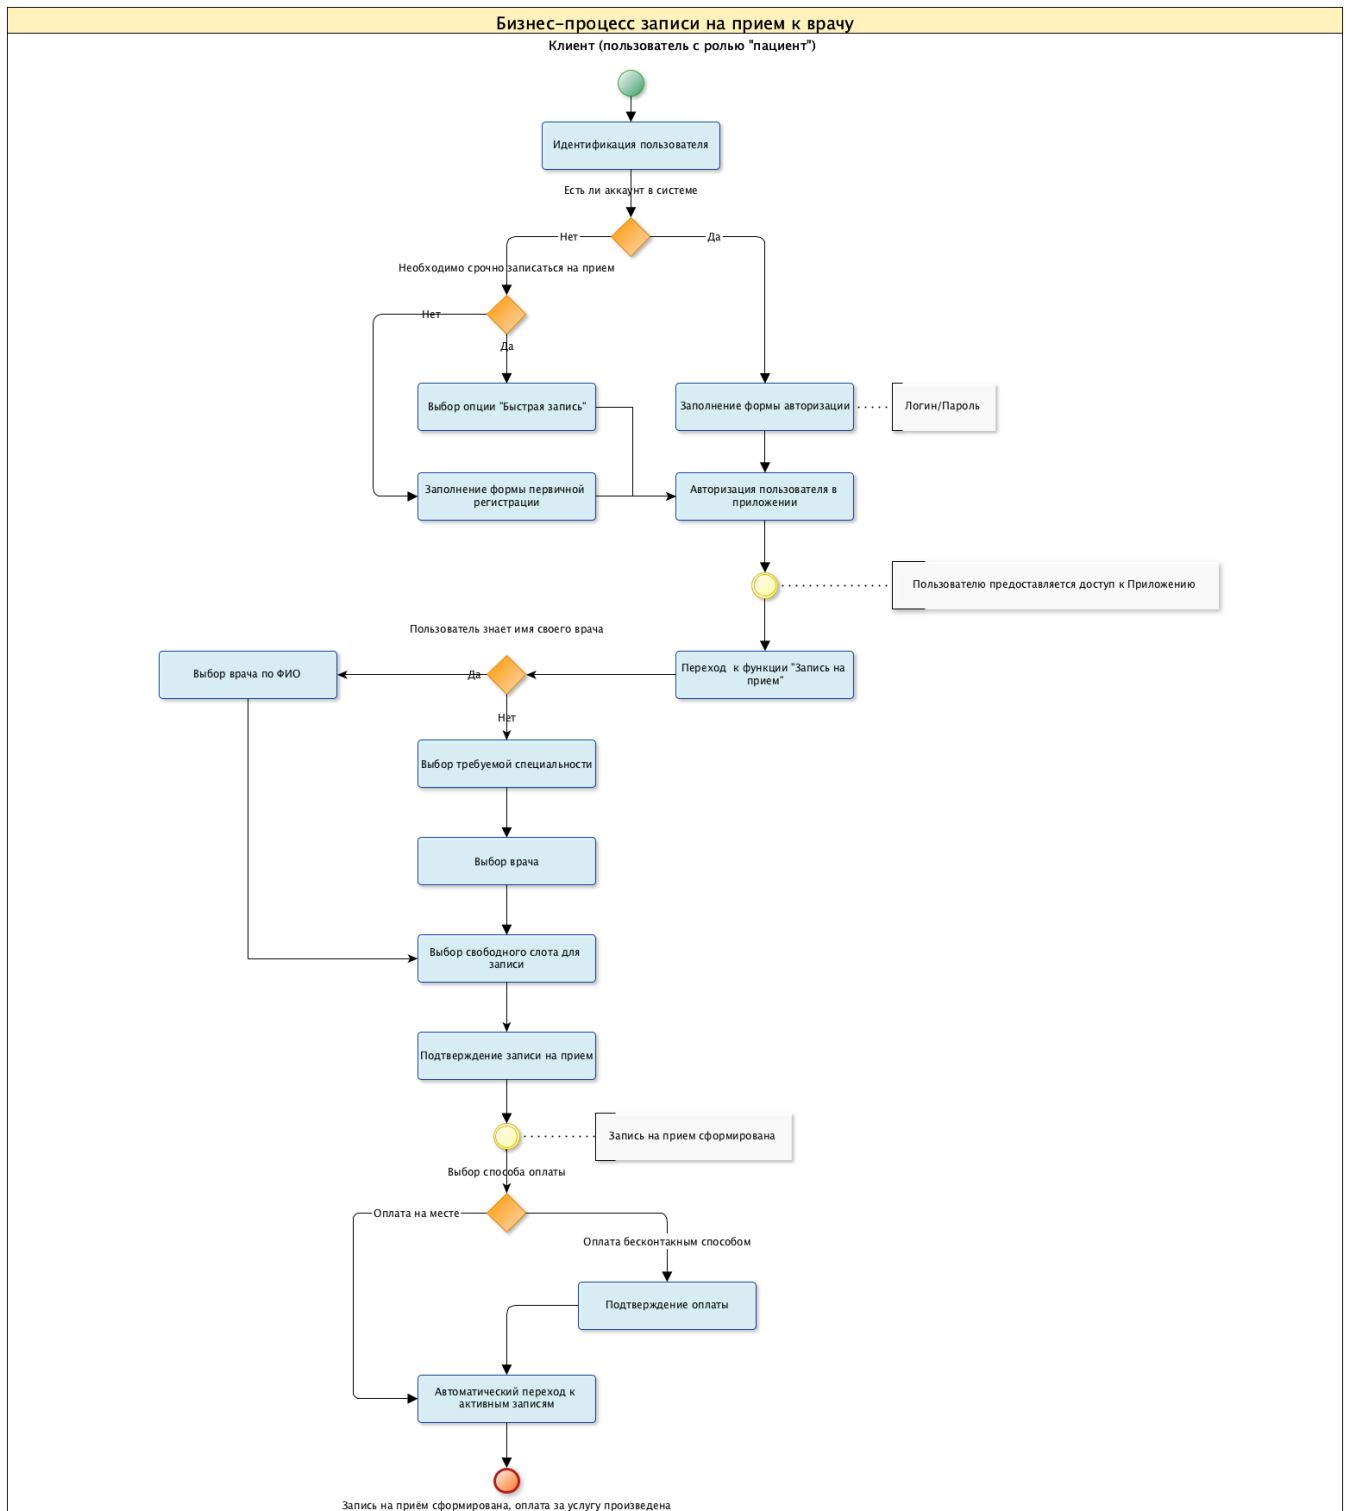 Бизнес-процесс записи на прием к врачу
Клиент (пользователь с ролью "пациент")
Идентификация пользователя
Есть ли аккаунт в системе
Нет
Да
Необходимо срочно записаться на прием
Нет
Да
Выбор опции "Быстрая запись"
Заполнение формы авторизации
Логин/Пароль
Заполнение формы первичной
регистрации
Авторизация пользователя в
приложении
Пользователю предоставляется доступ к Приложению
Пользователь знает имя своего врача
Выбор врача по ФИО
Да
Переход к функции "Запись на
прием"
Нет
Выбор требуемой специальности
Выбор врача
Выбор свободного слота для
записи
Подтверждение записи на прием
Запись на прием сформирована
Выбор способа оплаты
Оплата на месте
Оплата бесконтакным способом
Подтверждение оплаты
Автоматический переход к
активным записям
Запись на приём сформирована, оплата за услугу произведена